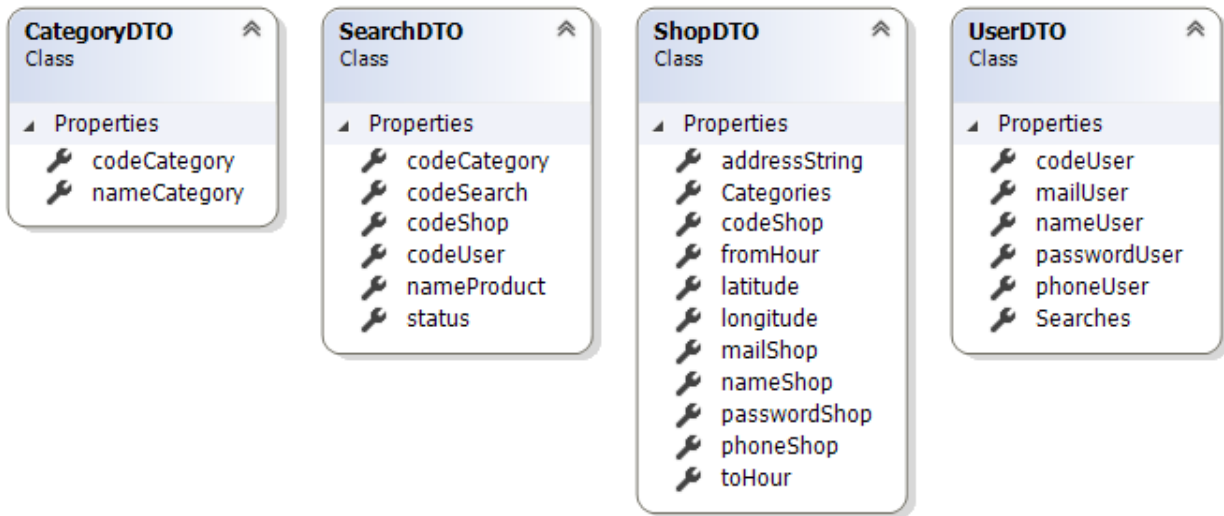 CategoryDTO
Class
Properties
codeCategory
nameCategory
SearchDTO
Class
Properties
codeCategory
codeSearch
codeShop
codeUser
nameProduct
status
ShopDTO
Class
Properties
addressString
Categories
codeShop
fromHour
latitude
longitude
mailShop
nameShop
passwordShop
phoneShop
toHour
UserDTO
Class
Properties
codeUser
mailUser
nameUser
passwordUser
phoneUser
Searches